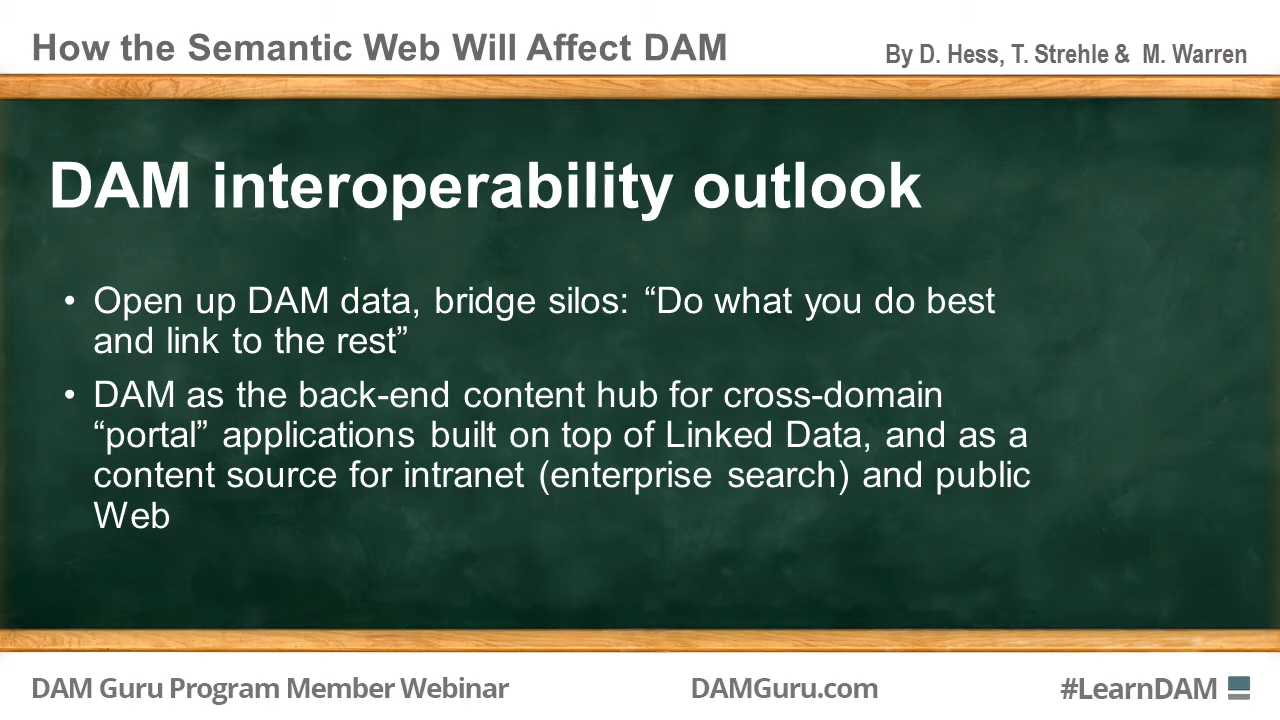 How the Semantic Web Will Affect DAM
By D. Hess, T. Strehle & M. Warren
DAM interoperability outlook
• Open up DAM data, bridge silos: “Do what you do best
and link to the rest”
• DAM as the back-end content hub for cross-domain
“portal” applications built on top of Linked Data, and as a
content source for intranet (enterprise search) and public
Web
DAM Guru Program Member Webinar
DAMGuru.com
#LearnDAM